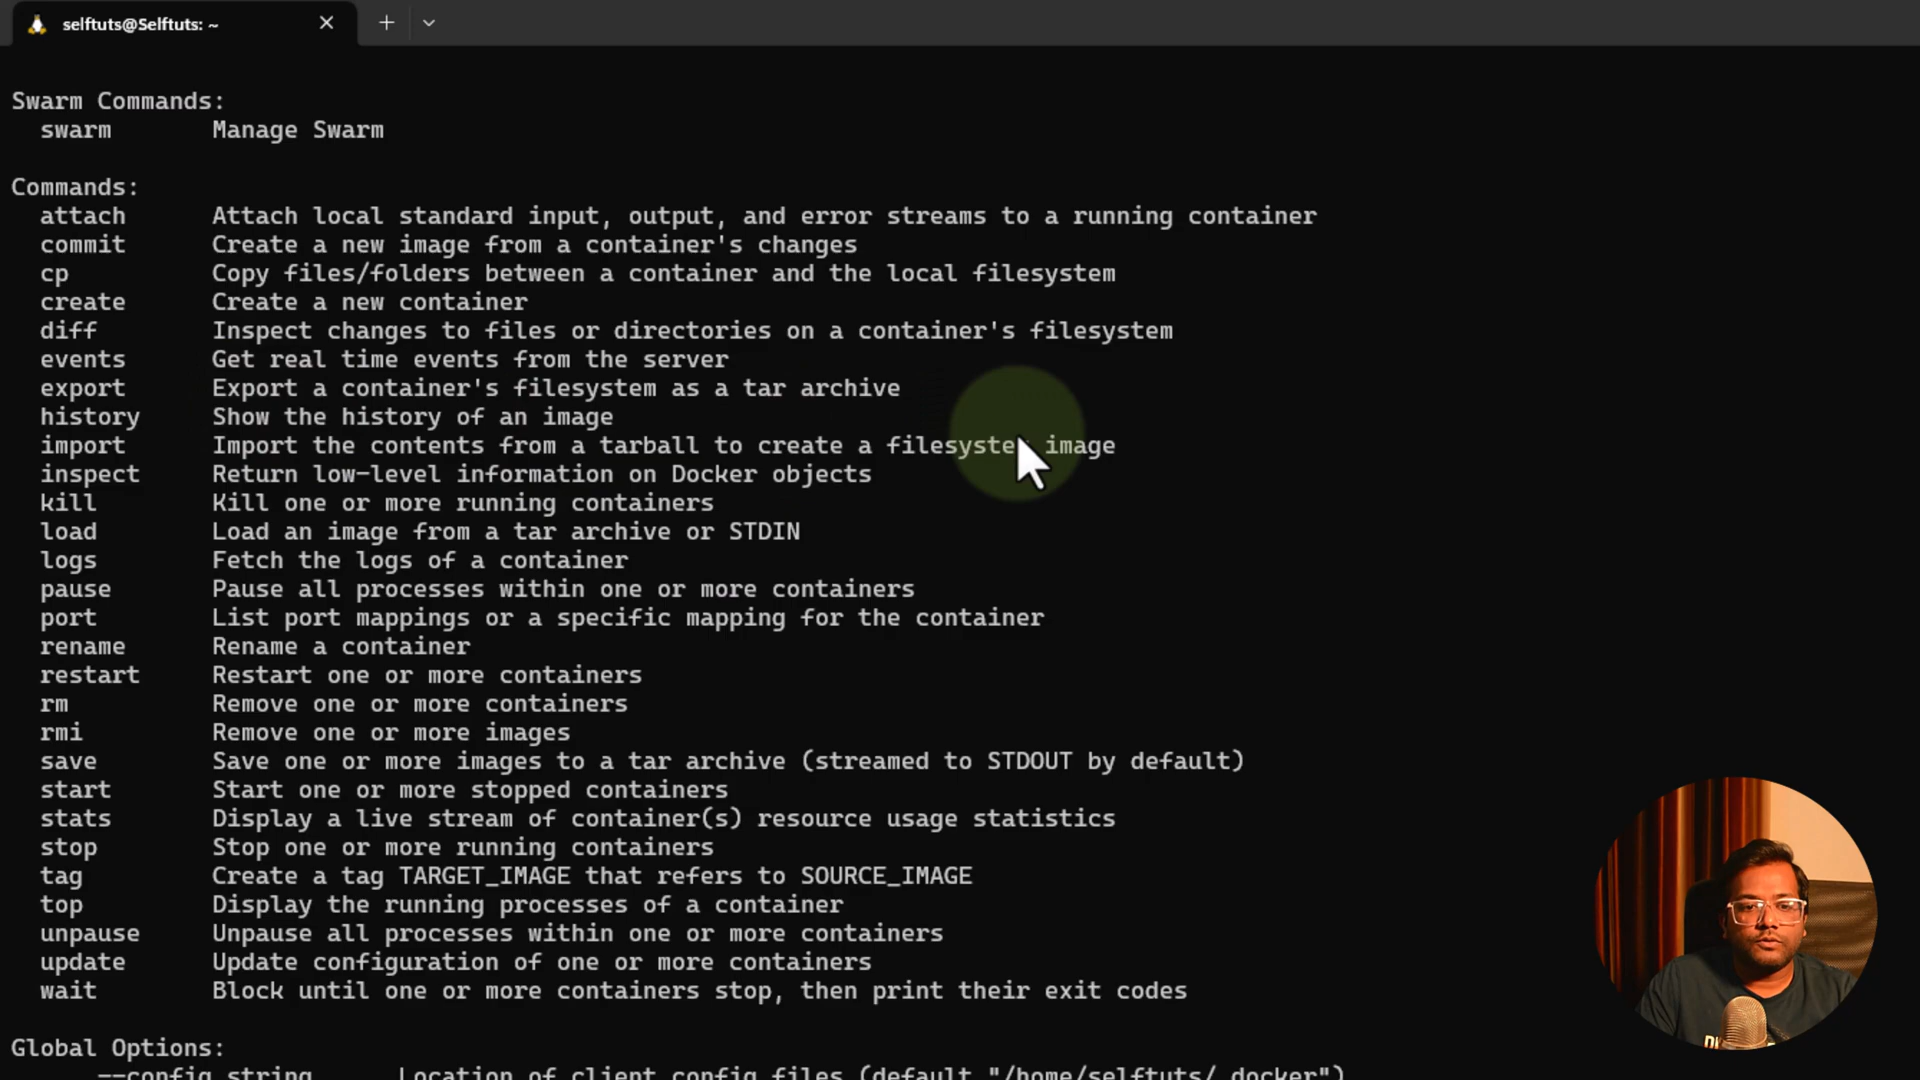 selftuts@Selftuts: ~
Swarm Commands:
swarm Manage Swarm
Commands:
attach Attach local standard input, output, and error streams to a running container
commit Create a new image from a container's changes
cp Copy files/folders between a container and the local filesystem
create Create a new container
diff Inspect changes to files or directories on a container's filesystem
events Get real time events from the server
export Export a container's filesystem as a tar archive
history Show the history of an image
import Import the contents from a tarball to create a filesystem image
inspect Return low-level information on Docker objects
kill Kill one or more running containers
load Load an image from a tar archive or STDIN
logs Fetch the logs of a container
pause Pause all processes within one or more containers
port List port mappings or a specific mapping for the container
rename Rename a container
restart Restart one or more containers
rm Remove one or more containers
rmi Remove one or more images
save Save one or more images to a tar archive (streamed to STDOUT by default)
start Start one or more stopped containers
stats Display a live stream of container(s) resource usage statistics
stop Stop one or more running containers
tag Create a tag TARGET_IMAGE that refers to SOURCE_IMAGE
top Display the running processes of a container
unpause Unpause all processes within one or more containers
update Update configuration of one or more containers
wait Block until one or more containers stop, then print their exit codes
Global Options:
--config string Location of client config files (default "/home/selftuts/.docker")